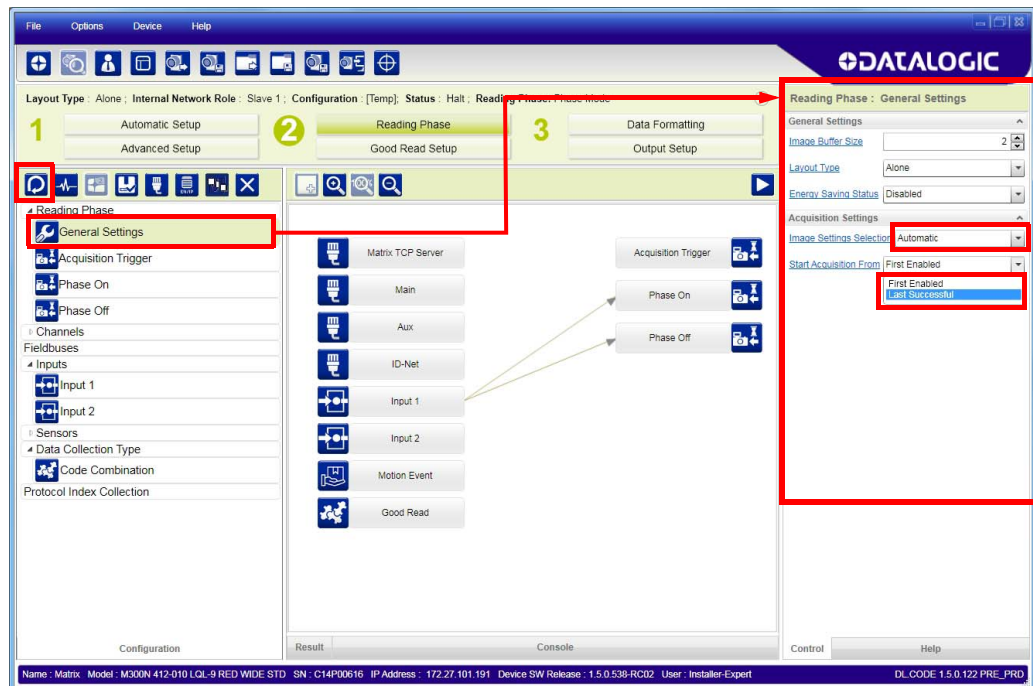 File Options Device Help
DATALOGIC
Layout Type : Alone ; Internal Network Role : Slave 1 ; Configuration : [Temp]; Status : Halt ; Reading Phase: Phase Mode
1 Automatic Setup 2 Reading Phase 3 Data Formatting
Advanced Setup Good Read Setup Output Setup
Reading Phase
General Settings
Acquisition Trigger
Phase On
Phase Off
Channels
Fieldbuses
Inputs
Input 1
Input 2
Sensors
Data Collection Type
Code Combination
Protocol Index Collection
Configuration
Matrix TCP Server
Main
Aux
ID-Net
Input 1
Input 2
Motion Event
Good Read
Acquisition Trigger
Phase On
Phase Off
Result Console
Reading Phase : General Settings
General Settings
Image Buffer Size 2
Layout Type Alone
Energy Saving Status Disabled
Acquisition Settings
Image Settings Selection Automatic
Start Acquisition From First Enabled
First Enabled
Last Successful
Control Help
Name : Matrix Model : M300N 412-010 LQL-9 RED WIDE STD SN : C14P00616 IP Address : 172.27.101.191 Device SW Release : 1.5.0.538-RC02 User : Installer-Expert DL.CODE 1.5.0.122 PRE_PRD